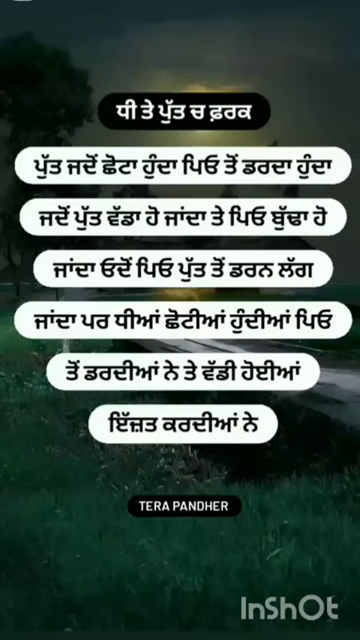 ਧੀ ਤੇ ਪੁੱਤ ਚ ਫ਼ਰਕ
ਪੁੱਤ ਜਦੋਂ ਛੋਟਾ ਹੁੰਦਾ ਪਿਓ ਤੋਂ ਡਰਦਾ ਹੁੰਦਾ
ਜਦੋਂ ਪੁੱਤ ਵੱਡਾ ਹੋ ਜਾਂਦਾ ਤੇ ਪਿਓ ਬੁੱਢਾ ਹੋ
ਜਾਂਦਾ ਓਦੋਂ ਪਿਓ ਪੁੱਤ ਤੋਂ ਡਰਨ ਲੱਗ
ਜਾਂਦਾ ਪਰ ਧੀਆਂ ਛੋਟੀਆਂ ਹੁੰਦੀਆਂ ਪਿਓ
ਤੋਂ ਡਰਦੀਆਂ ਨੇ ਤੇ ਵੱਡੀ ਹੋਈਆਂ
ਇੱਜ਼ਤ ਕਰਦੀਆਂ ਨੇ
TERA PANDHER
InShOt